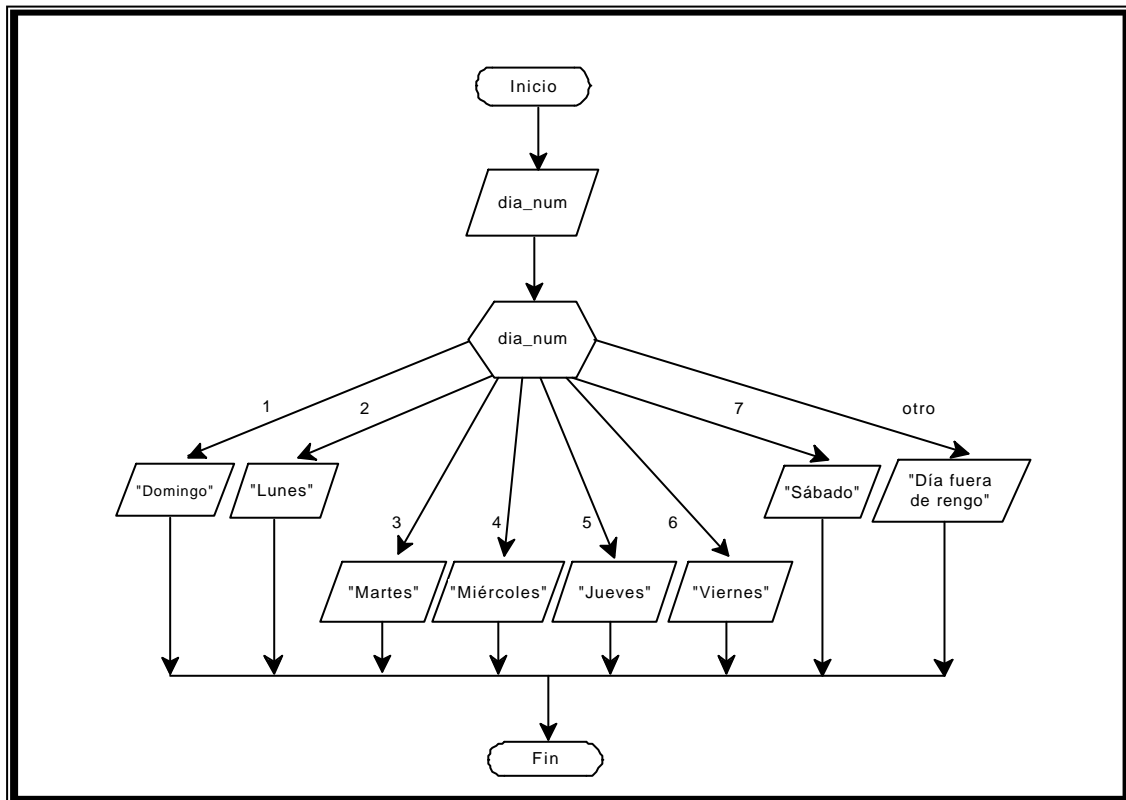 Inicio
dia_num
dia_num
1
2
7
otro
"Domingo"
"Lunes"
"Sábado"
"Día fuera
de rengo"
3
4
5
6
"Martes"
"Miércoles"
"Jueves"
"Viernes"
Fin